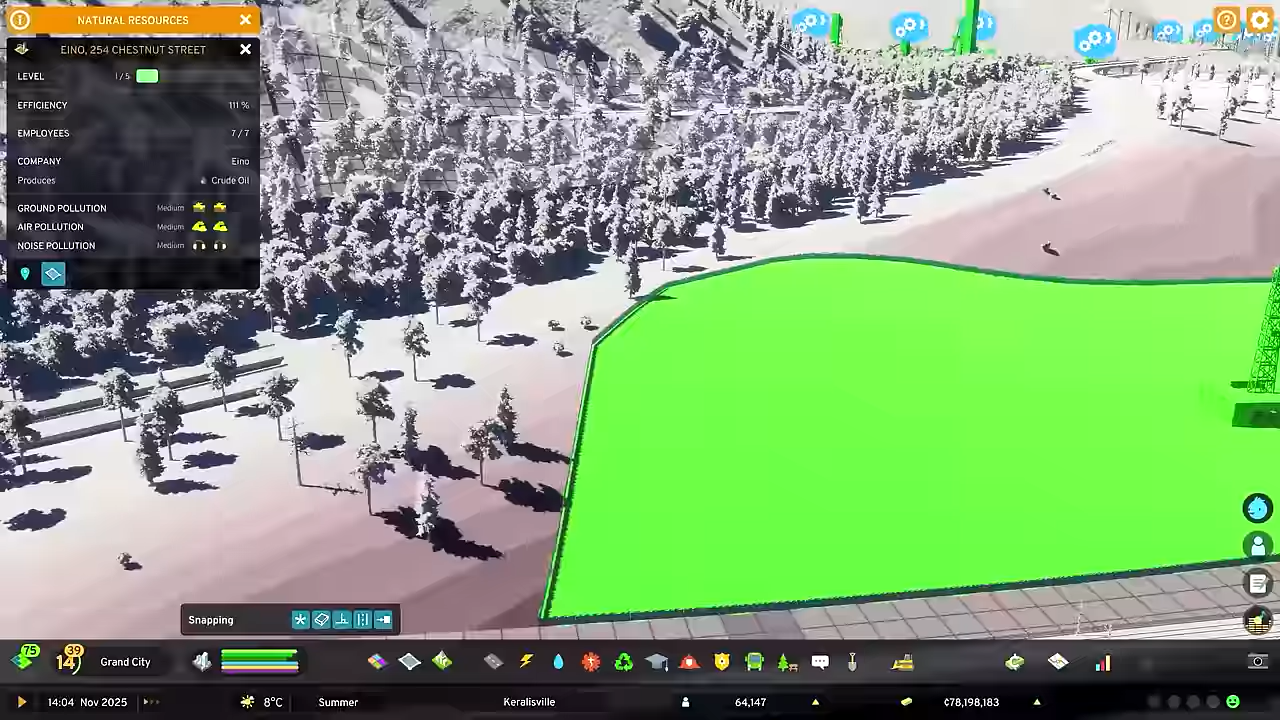 NATURAL RESOURCES
EINO, 254 CHESTNUT STREET
LEVEL 1/5
EFFICIENCY 111 %
EMPLOYEES 7/7
COMPANY Eino
Produces Crude Oil
GROUND POLLUTION Medium
AIR POLLUTION Medium
NOISE POLLUTION Medium
Snapping
75
39
14
Grand City
14:04 Nov 2025
8°C
Summer
Keralisville
64,147
¢78,198,183